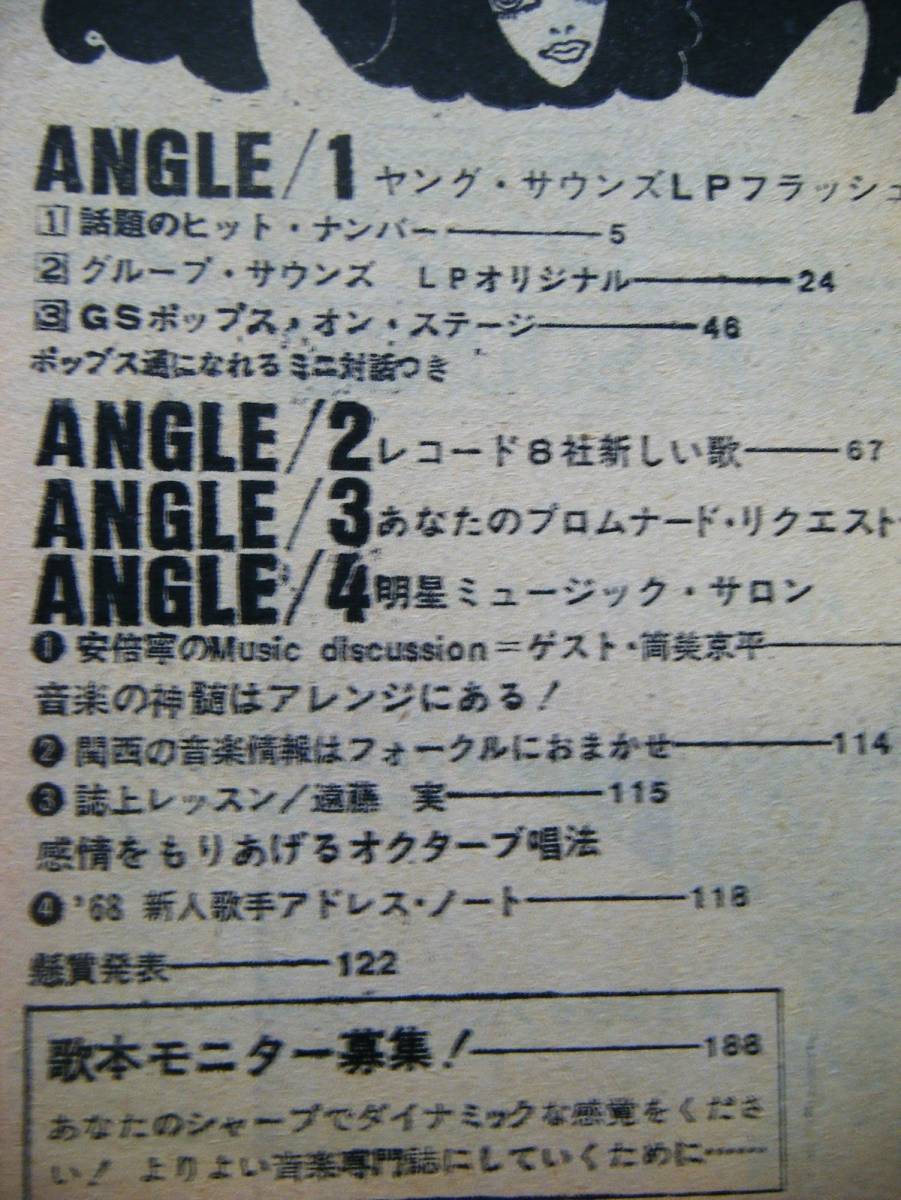 ANGLE/1 ヤング・サウンズLPフラッシュ
1 話題のヒット・ナンバー――――5
2 グループ・サウンズ　LPオリジナル――――24
3 GSポップス・オン・ステージ――――46
ポップス通になれるミニ対話つき
ANGLE/2 レコード8社新しい歌――67
ANGLE/3 あなたのプロムナード・リクエスト
ANGLE/4 明星ミュージック・サロン
❶ 安倍寧のMusic discussion=ゲスト・筒美京平――――
音楽の神髄はアレンジにある!
❷ 関西の音楽情報はフォークルにおまかせ――――114
❸ 誌上レッスン/遠藤　実――――115
感情をもりあげるオクターブ唱法
❹ '68 新人歌手アドレス・ノート――――118
懸賞発表――――122
歌本モニター募集!――――188
あなたのシャープでダイナミックな感覚をくださ
い! よりよい音楽専門誌にしていくために……